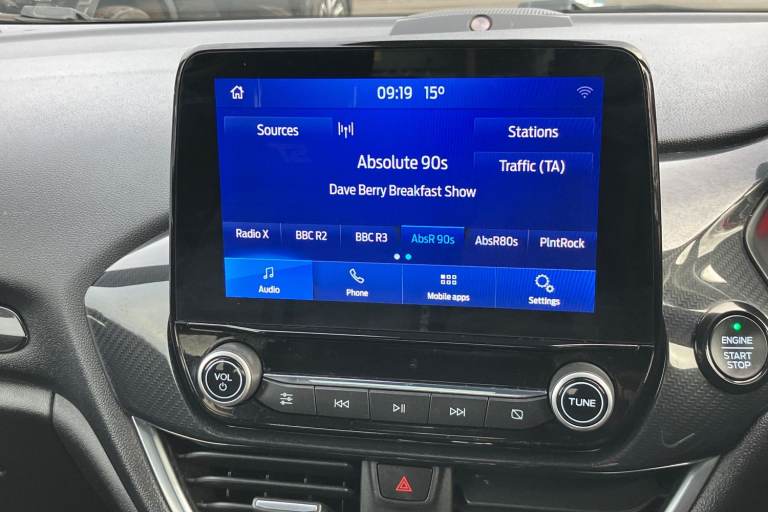 09:19 15º
Sources
Stations
Absolute 90s
Traffic (TA)
Dave Berry Breakfast Show
Radio X BBC R2 BBC R3 AbsR 90s AbsR80s PlntRock
Audio Phone Mobile apps Settings
VOL
TUNE
ENGINE
START
STOP